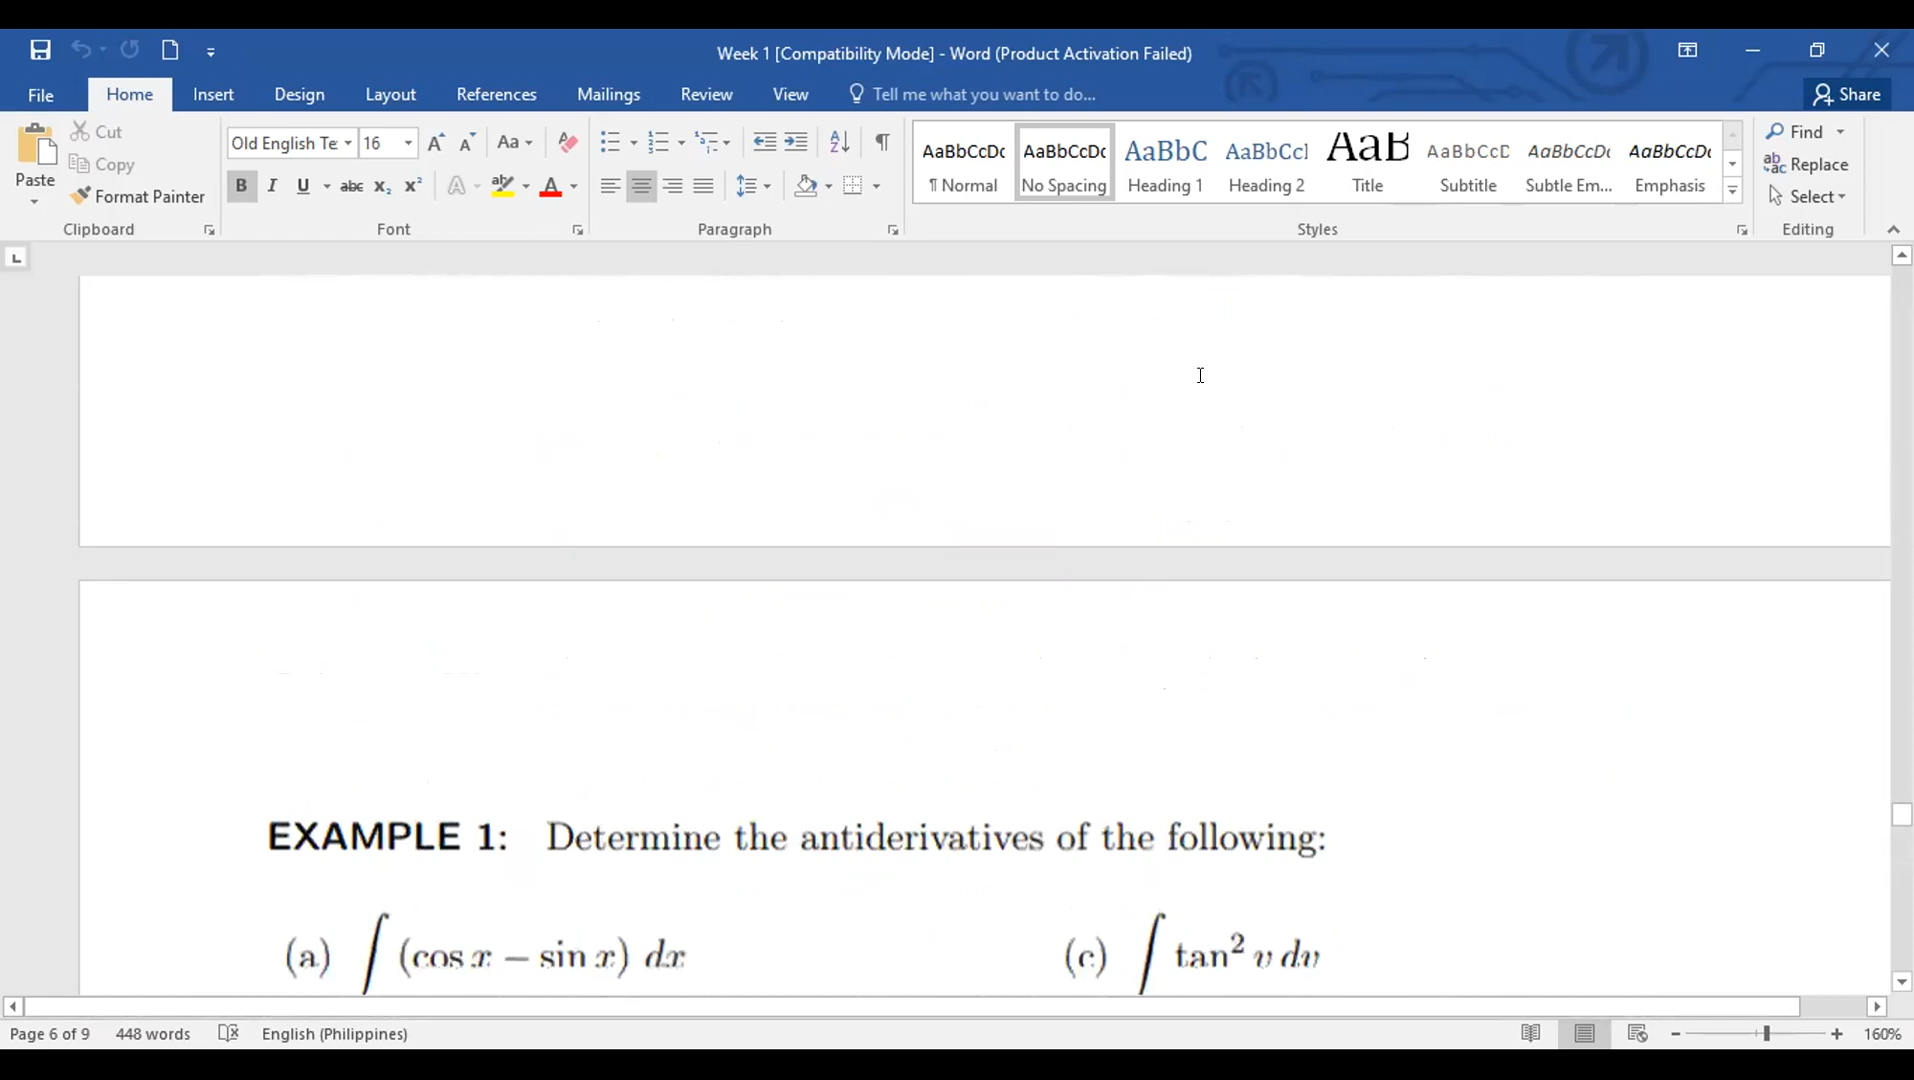 Week 1 [Compatibility Mode] - Word (Product Activation Failed)
File Home Insert Design Layout References Mailings Review View Tell me what you want to do... Share
Paste
Cut
Copy
Format Painter
Clipboard
Old English Te 16
Aa
A
B I U abc X₂ X² A ab A
Font
Paragraph
AaBbCcDc AaBbCcDc AaBbC AaBbCcI AaB AaBbCcD AaBbCcDc AaBbCcDc
¶ Normal No Spacing Heading 1 Heading 2 Title Subtitle Subtle Em... Emphasis
Styles
Find
Replace
Select
Editing
L
EXAMPLE 1: Determine the antiderivatives of the following:
(a) ∫ (cos x − sin x) dx (c) ∫ tan² v dv
Page 6 of 9 448 words English (Philippines) 160%